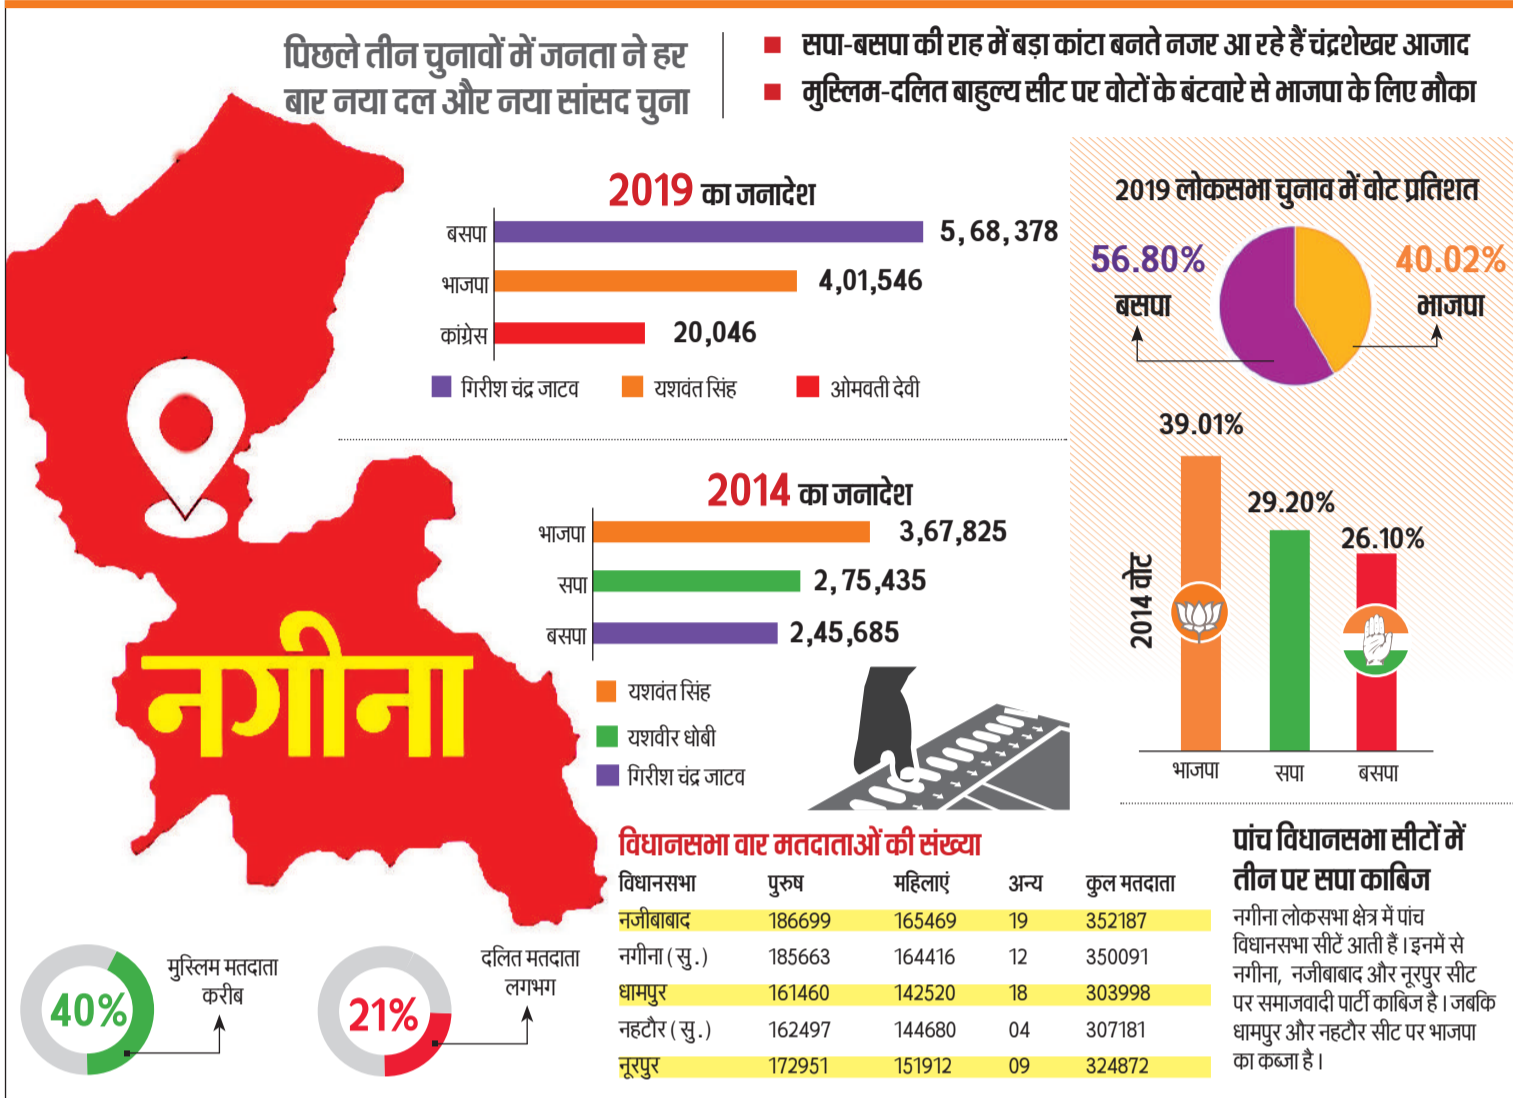 पिछले तीन चुनावों में जनता ने हर
बार नया दल और नया सांसद चुना
सपा-बसपा की राह में बड़ा कांटा बनते नजर आ रहे हैं चंद्रशेखर आजाद
मुस्लिम-दलित बाहुल्य सीट पर वोटों के बंटवारे से भाजपा के लिए मौका
2019 का जनादेश
बसपा 5,68,378
भाजपा 4,01,546
कांग्रेस 20,046
गिरीश चंद्र जाटव यशवंत सिंह ओमवती देवी
2014 का जनादेश
भाजपा 3,67,825
सपा 2,75,435
बसपा 2,45,685
यशवंत सिंह
यशवीर धोबी
गिरीश चंद्र जाटव
2019 लोकसभा चुनाव में वोट प्रतिशत
56.80% 40.02%
बसपा भाजपा
39.01%
29.20%
26.10%
2014 वोट
भाजपा सपा बसपा
नगीना
40%
मुस्लिम मतदाता
करीब
21%
दलित मतदाता
लगभग
विधानसभा वार मतदाताओं की संख्या
विधानसभा पुरुष महिलाएं अन्य कुल मतदाता
नजीबाबाद 186699 165469 19 352187
नगीना (सु.) 185663 164416 12 350091
धामपुर 161460 142520 18 303998
नहटौर (सु.) 162497 144680 04 307181
नूरपुर 172951 151912 09 324872
पांच विधानसभा सीटों में
तीन पर सपा काबिज
नगीना लोकसभा क्षेत्र में पांच
विधानसभा सीटें आती हैं। इनमें से
नगीना, नजीबाबाद और नूरपुर सीट
पर समाजवादी पार्टी काबिज है। जबकि
धामपुर और नहटौर सीट पर भाजपा
का कब्जा है।